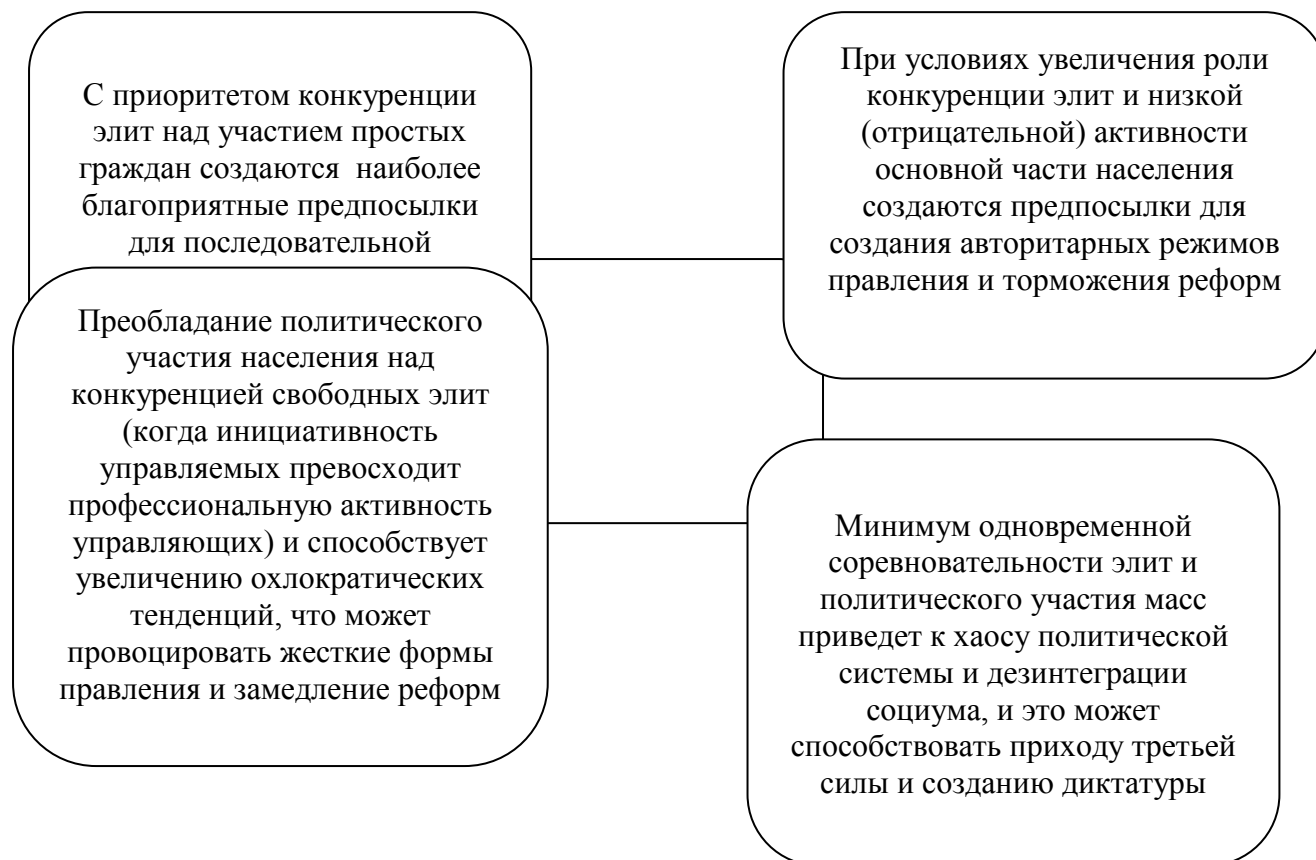 С приоритетом конкуренции
элит над участием простых
граждан создаются наиболее
благоприятные предпосылки
для последовательной
При условиях увеличения роли
конкуренции элит и низкой
(отрицательной) активности
основной части населения
создаются предпосылки для
создания авторитарных режимов
правления и торможения реформ
Преобладание политического
участия населения над
конкуренцией свободных элит
(когда инициативность
управляемых превосходит
профессиональную активность
управляющих) и способствует
увеличению охлократических
тенденций, что может
провоцировать жесткие формы
правления и замедление реформ
Минимум одновременной
соревновательности элит и
политического участия масс
приведет к хаосу политической
системы и дезинтеграции
социума, и это может
способствовать приходу третьей
силы и созданию диктатуры